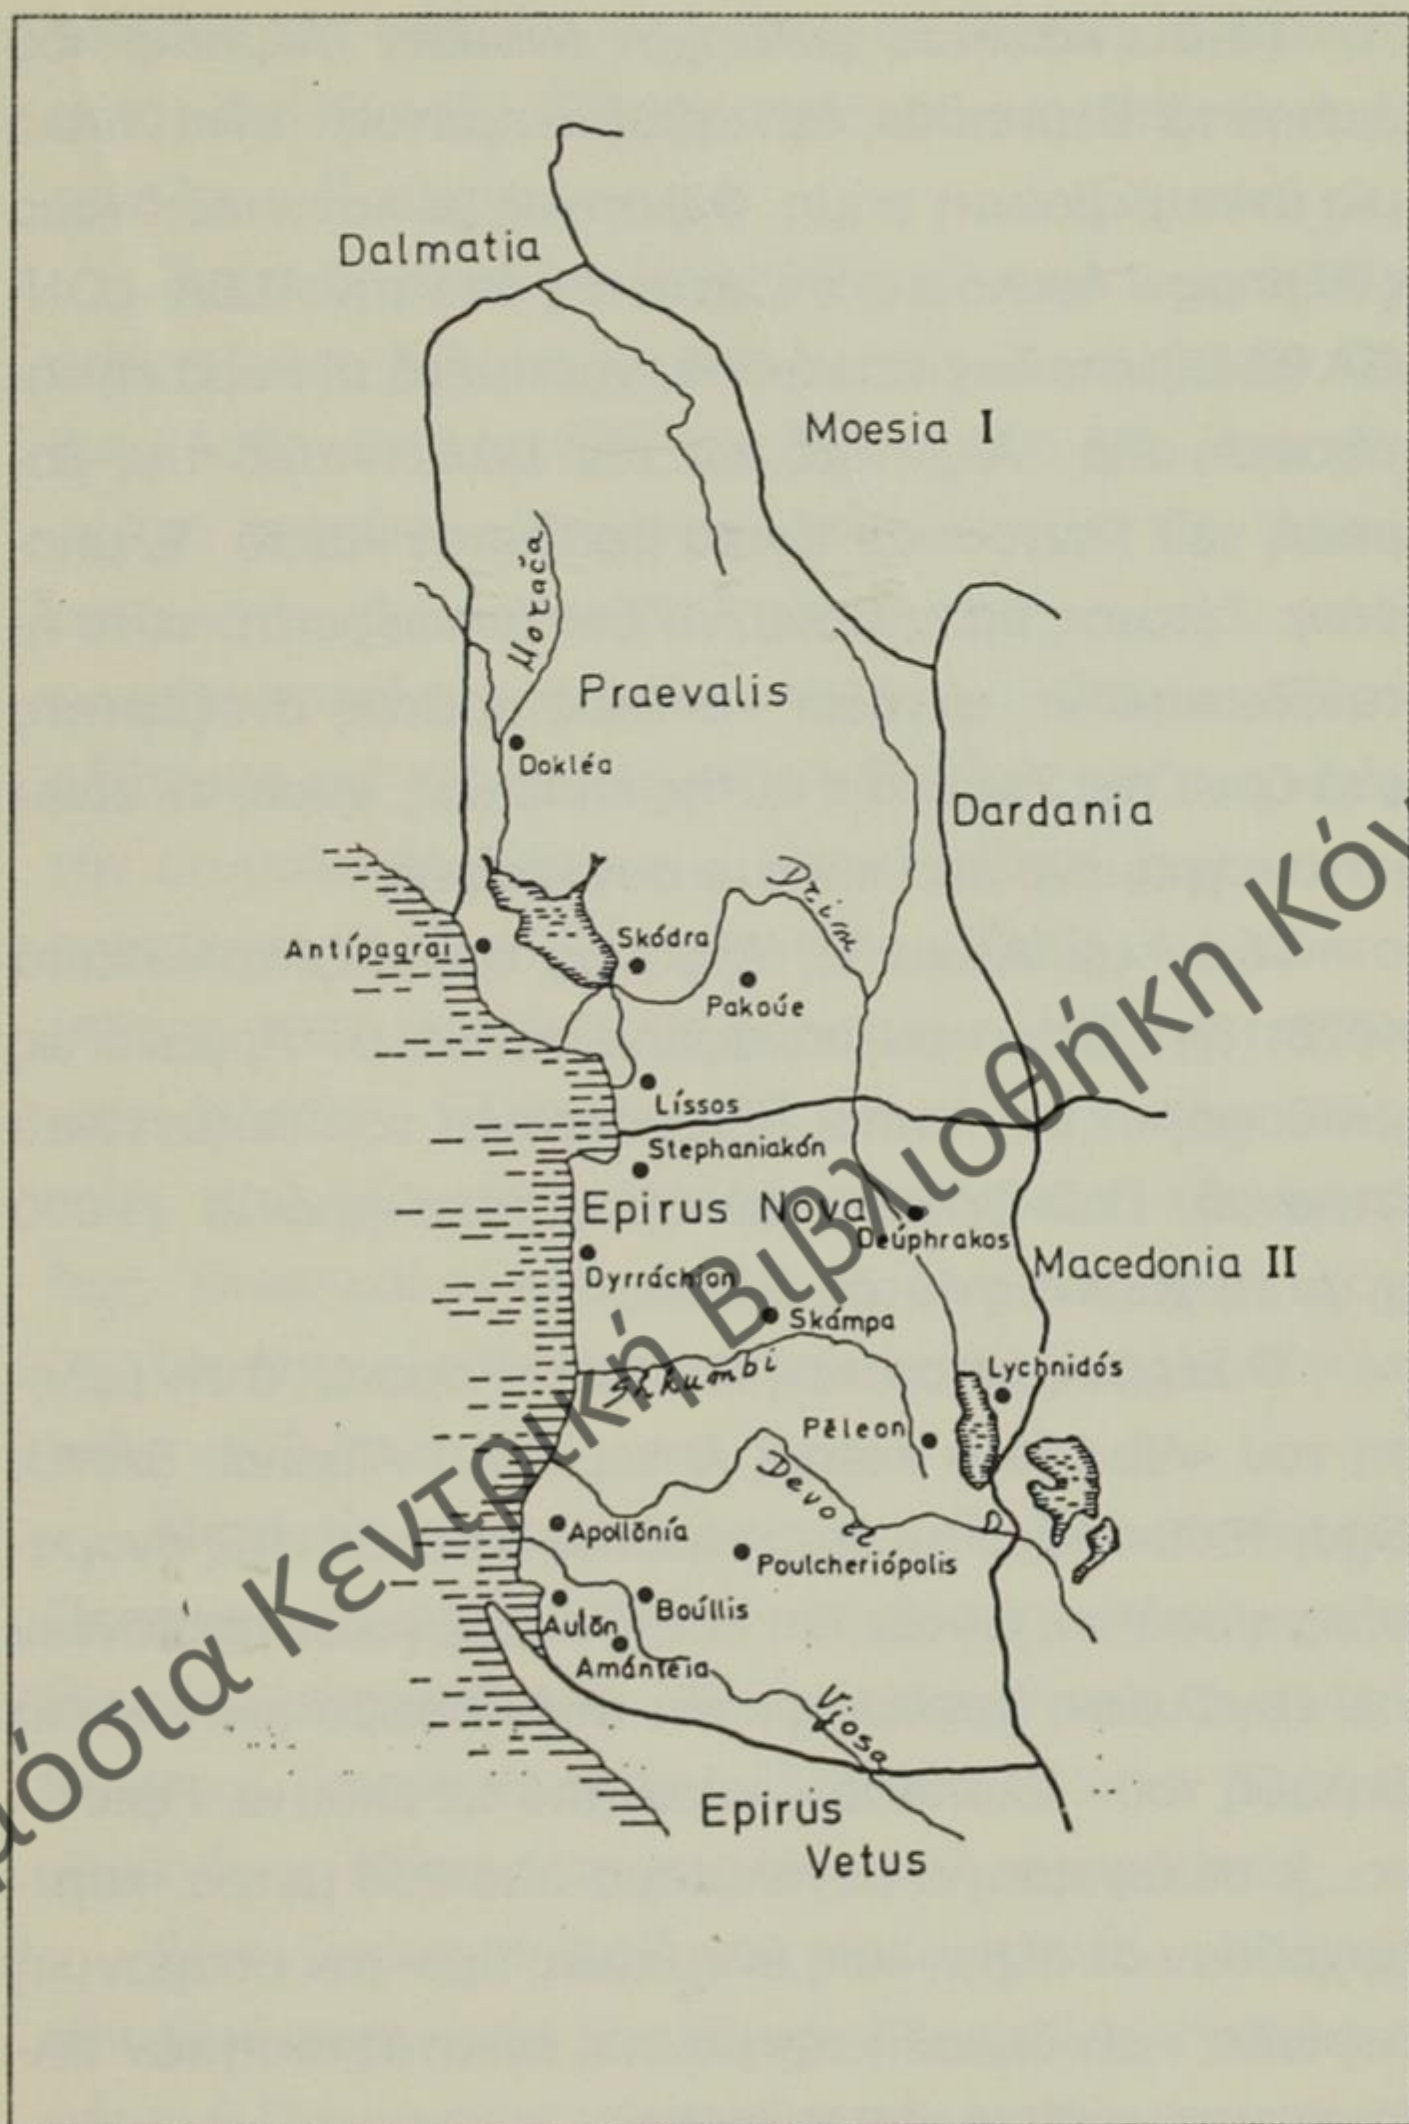 Dalmatia
Moesia I
Morača
Praevalis
Dokléa
Dardania
Drim
Antípagrai
Skódra
Pakoúe
Líssos
Stephaniakón
Epirus Nova
Deúphrakos
Dyrráchion
Macedonia II
Skámpa
Shkumbi
Lychnidós
Pēleon
Devoll
Apollōnía
Poulcheriópolis
Boúllis
Aulōn
Amánteia
Vjosa
Epirus
Vetus
Κεντρική Βιβλιοθήκη